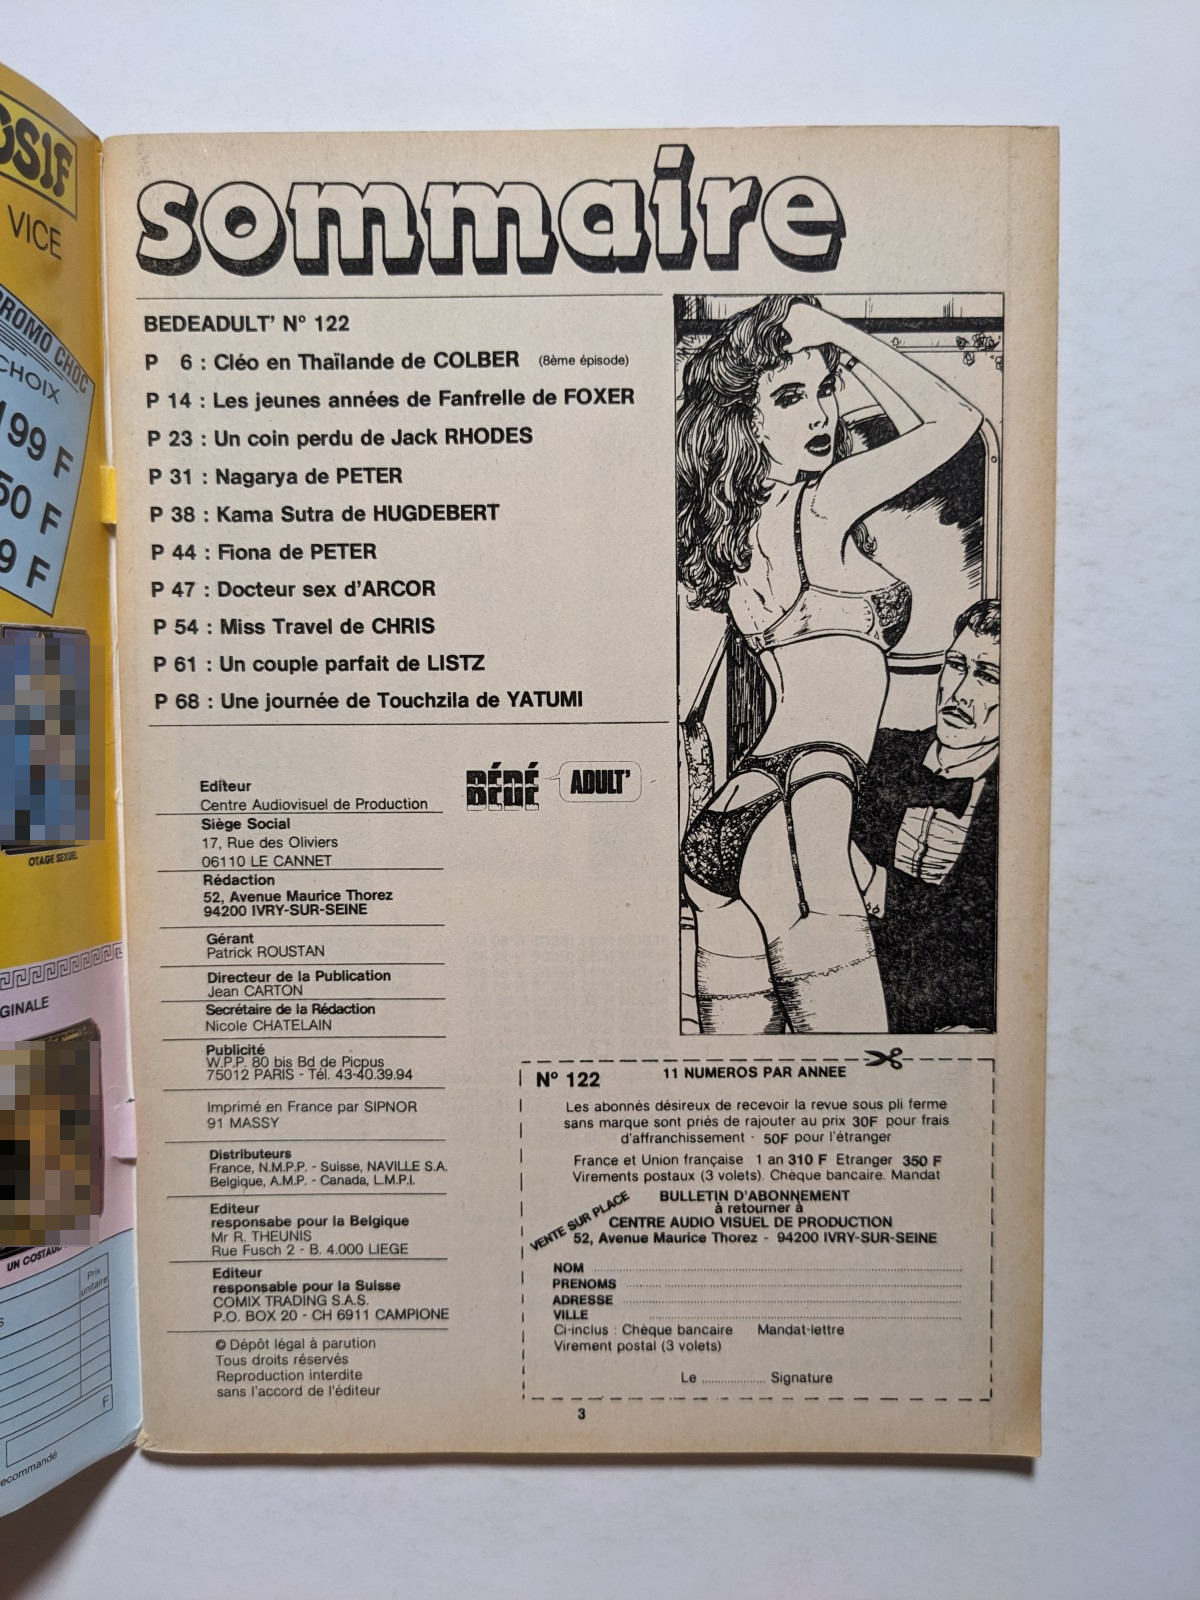 OSIF
VICE
PROMO CHOC
CHOIX
199 F
50 F
9 F
OTAGE SEXUEL
GINALE
UN COSTAUD
Prix
unitaire
F
ecommandé
sommaire
BEDEADULT' N° 122
P 6 : Cléo en Thaïlande de COLBER (8ème épisode)
P 14 : Les jeunes années de Fanfrelle de FOXER
P 23 : Un coin perdu de Jack RHODES
P 31 : Nagarya de PETER
P 38 : Kama Sutra de HUGDEBERT
P 44 : Fiona de PETER
P 47 : Docteur sex d'ARCOR
P 54 : Miss Travel de CHRIS
P 61 : Un couple parfait de LISTZ
P 68 : Une journée de Touchzila de YATUMI
BÉDÉ ADULT'
Editeur
Centre Audiovisuel de Production
Siège Social
17, Rue des Oliviers
06110 LE CANNET
Rédaction
52, Avenue Maurice Thorez
94200 IVRY-SUR-SEINE
Gérant
Patrick ROUSTAN
Directeur de la Publication
Jean CARTON
Secrétaire de la Rédaction
Nicole CHATELAIN
Publicité
W.P.P. 80 bis Bd de Picpus
75012 PARIS - Tél. 43-40.39.94
Imprimé en France par SIPNOR
91 MASSY
Distributeurs
France, N.M.P.P. - Suisse, NAVILLE S.A.
Belgique, A.M.P. - Canada, L.M.P.I.
Editeur
responsabe pour la Belgique
Mr R. THEUNIS
Rue Fusch 2 - B. 4.000 LIEGE
Editeur
responsable pour la Suisse
COMIX TRADING S.A.S.
P.O. BOX 20 - CH 6911 CAMPIONE
© Dépôt légal à parution
Tous droits réservés
Reproduction interdite
sans l'accord de l'éditeur
N° 122 11 NUMEROS PAR ANNEE
Les abonnés désireux de recevoir la revue sous pli ferme
sans marque sont priés de rajouter au prix 30F pour frais
d'affranchissement - 50F pour l'étranger
France et Union française 1 an 310 F Etranger 350 F
Virements postaux (3 volets). Chèque bancaire. Mandat
VENTE SUR PLACE
BULLETIN D'ABONNEMENT
à retourner à
CENTRE AUDIO VISUEL DE PRODUCTION
52, Avenue Maurice Thorez - 94200 IVRY-SUR-SEINE
NOM
PRENOMS
ADRESSE
VILLE
Ci-inclus : Chèque bancaire Mandat-lettre
Virement postal (3 volets)
Le .................... Signature
3